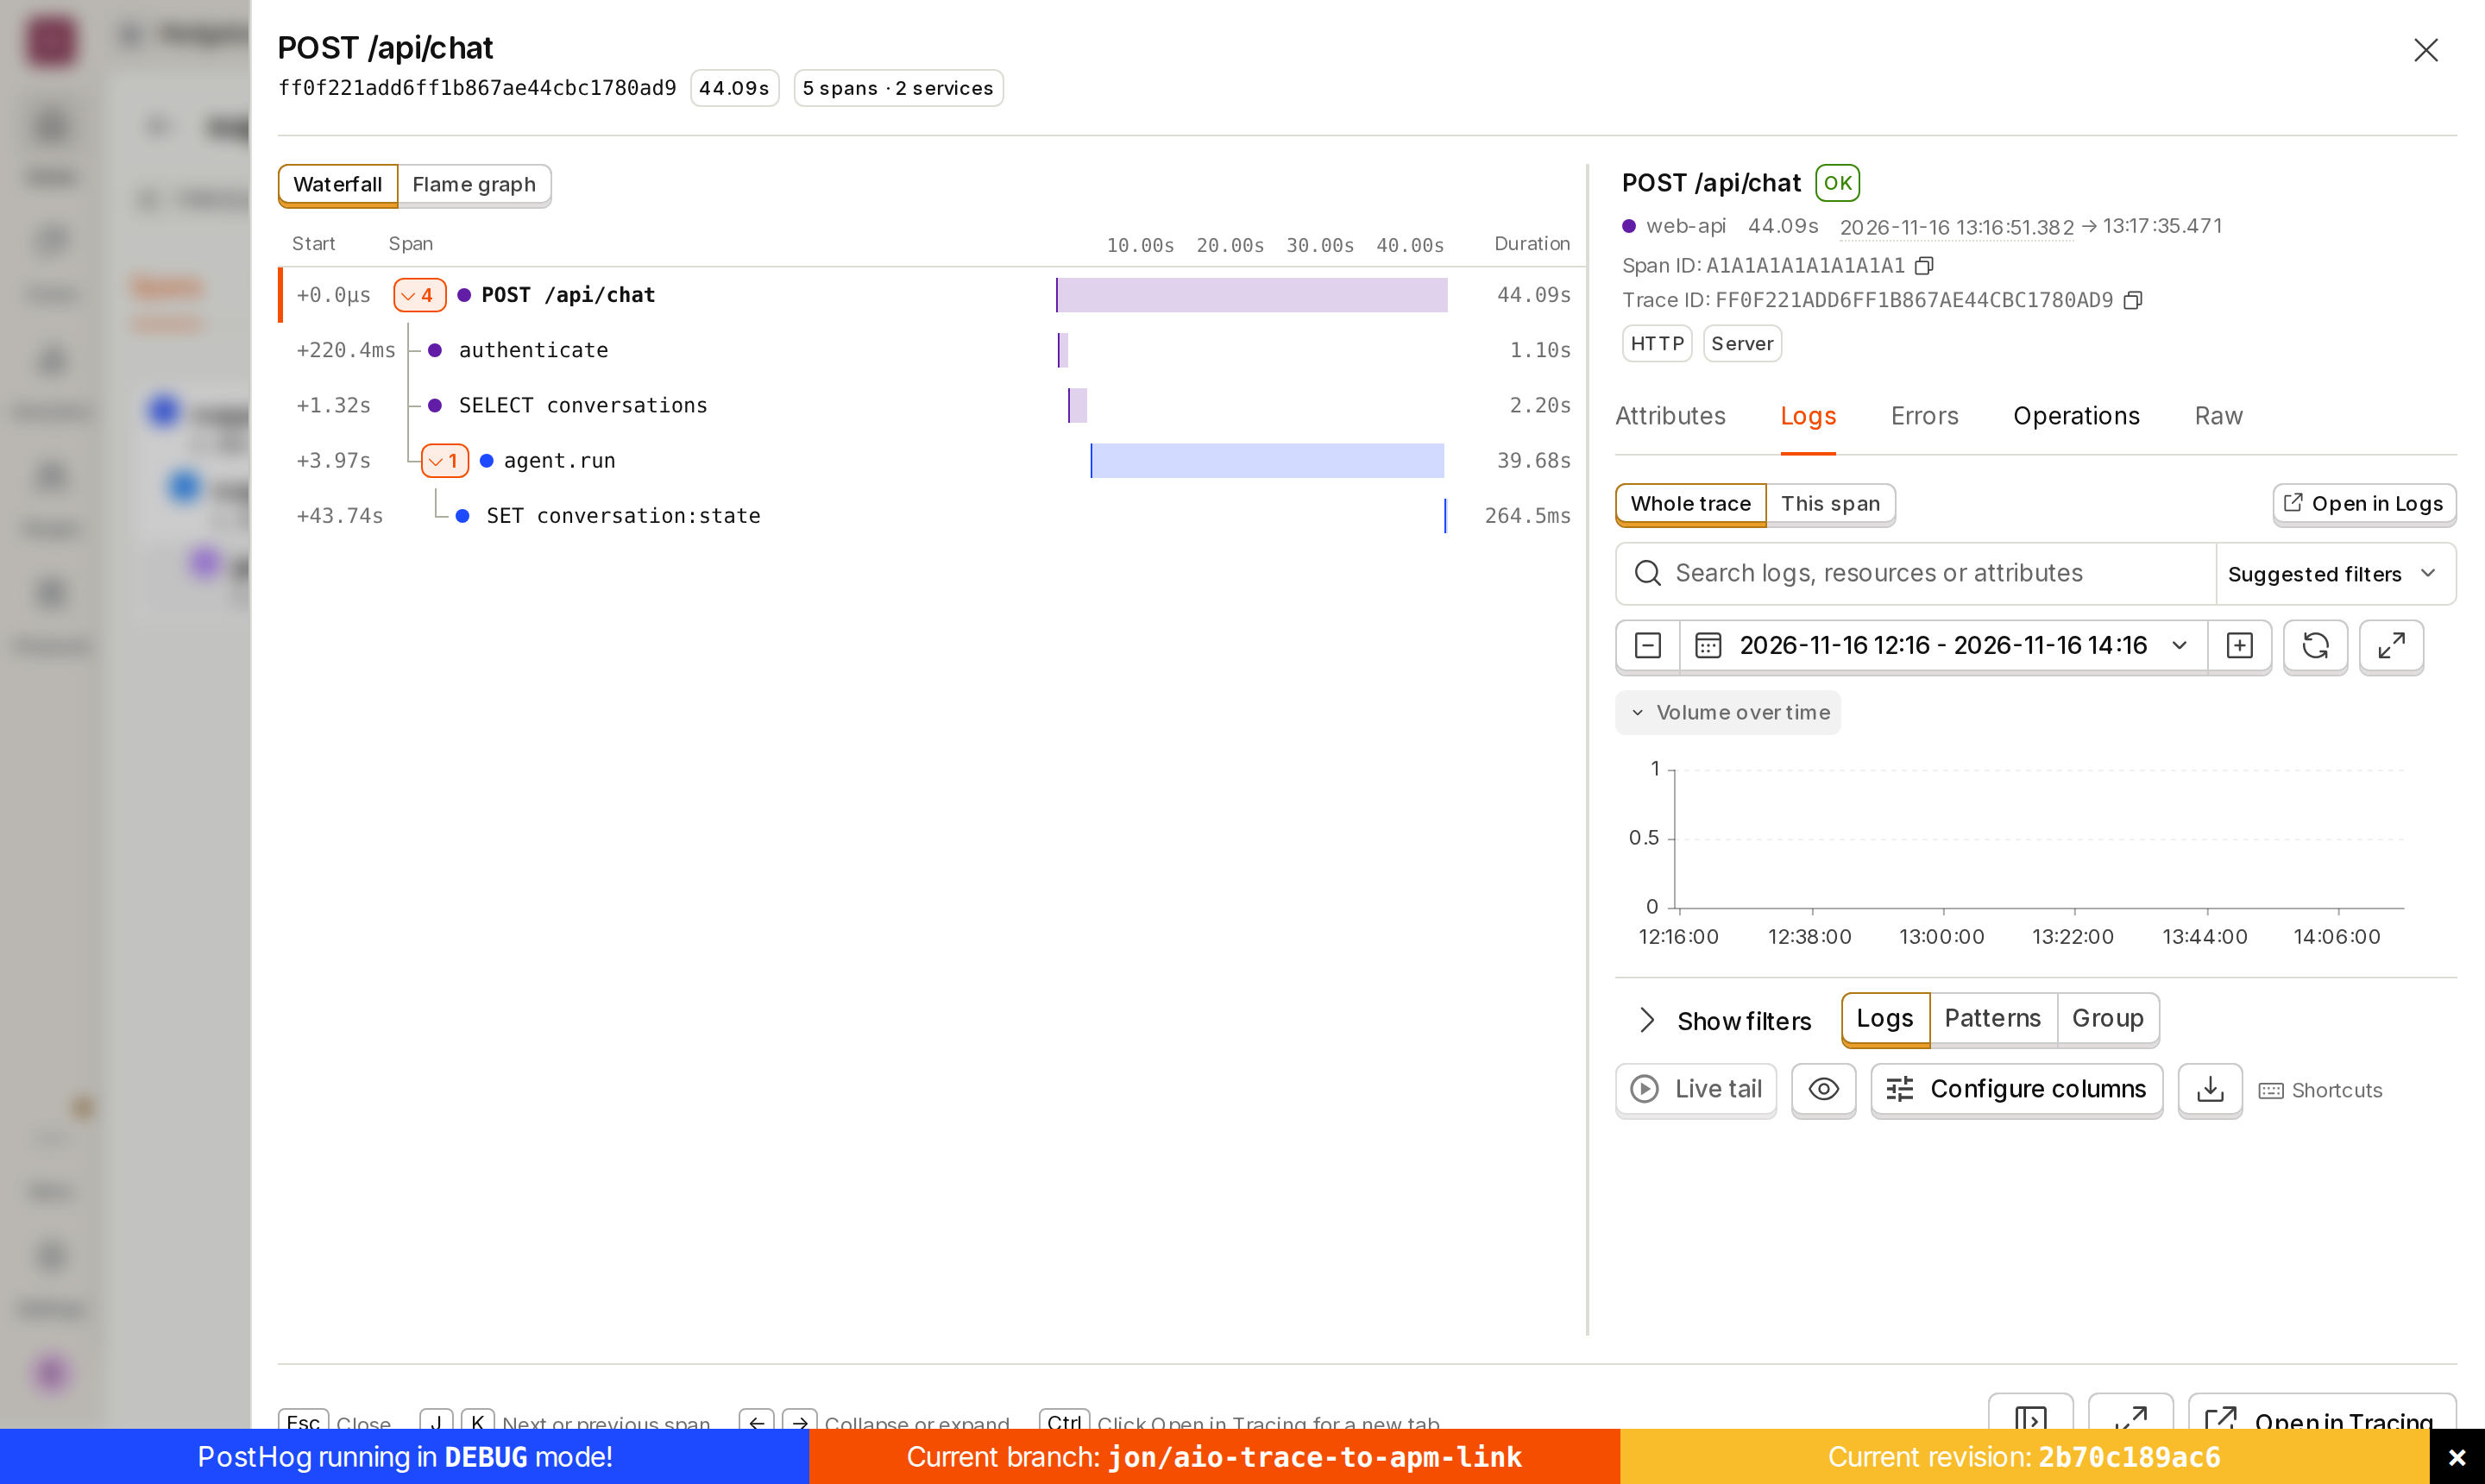 POST /api/chat
ff0f221add6ff1b867ae44cbc1780ad9 44.09s 5 spans · 2 services
Waterfall Flame graph
Start Span 10.00s 20.00s 30.00s 40.00s Duration
+0.0µs 4 POST /api/chat 44.09s
+220.4ms authenticate 1.10s
+1.32s SELECT conversations 2.20s
+3.97s 1 agent.run 39.68s
+43.74s SET conversation:state 264.5ms
POST /api/chat OK
web-api 44.09s 2026-11-16 13:16:51.382 → 13:17:35.471
Span ID: A1A1A1A1A1A1A1A1
Trace ID: FF0F221ADD6FF1B867AE44CBC1780AD9
HTTP Server
Attributes Logs Errors Operations Raw
Whole trace This span Open in Logs
Search logs, resources or attributes Suggested filters
2026-11-16 12:16 - 2026-11-16 14:16
Volume over time
1
0.5
0
12:16:00 12:38:00 13:00:00 13:22:00 13:44:00 14:06:00
Show filters Logs Patterns Group
Live tail Configure columns Shortcuts
Esc Close J K Next or previous span ← → Collapse or expand Ctrl Click Open in Tracing for a new tab
Open in Tracing
PostHog running in DEBUG mode! Current branch: jon/aio-trace-to-apm-link Current revision: 2b70c189ac6